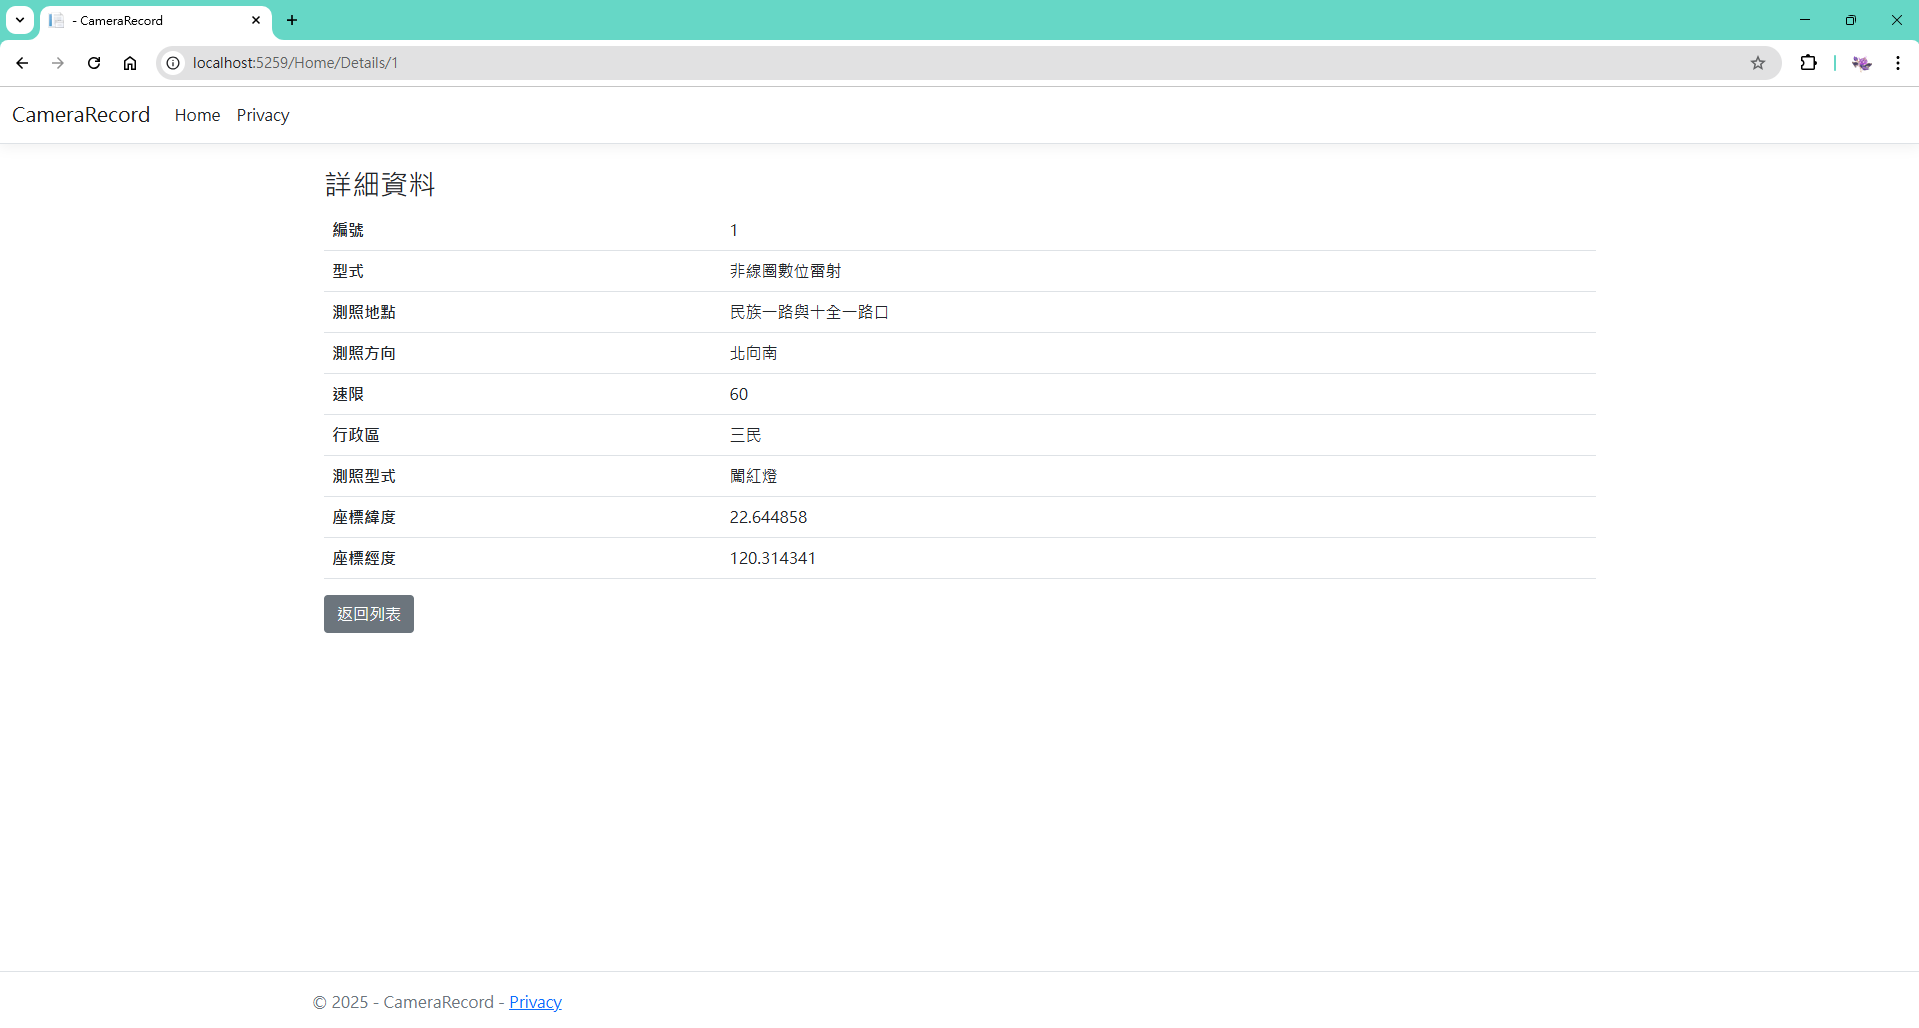 - CameraRecord
localhost:5259/Home/Details/1
CameraRecord Home Privacy
詳細資料
編號 1
型式 非線圈數位雷射
測照地點 民族一路與十全一路口
測照方向 北向南
速限 60
行政區 三民
測照型式 闖紅燈
座標緯度 22.644858
座標經度 120.314341
返回列表
© 2025 - CameraRecord - Privacy